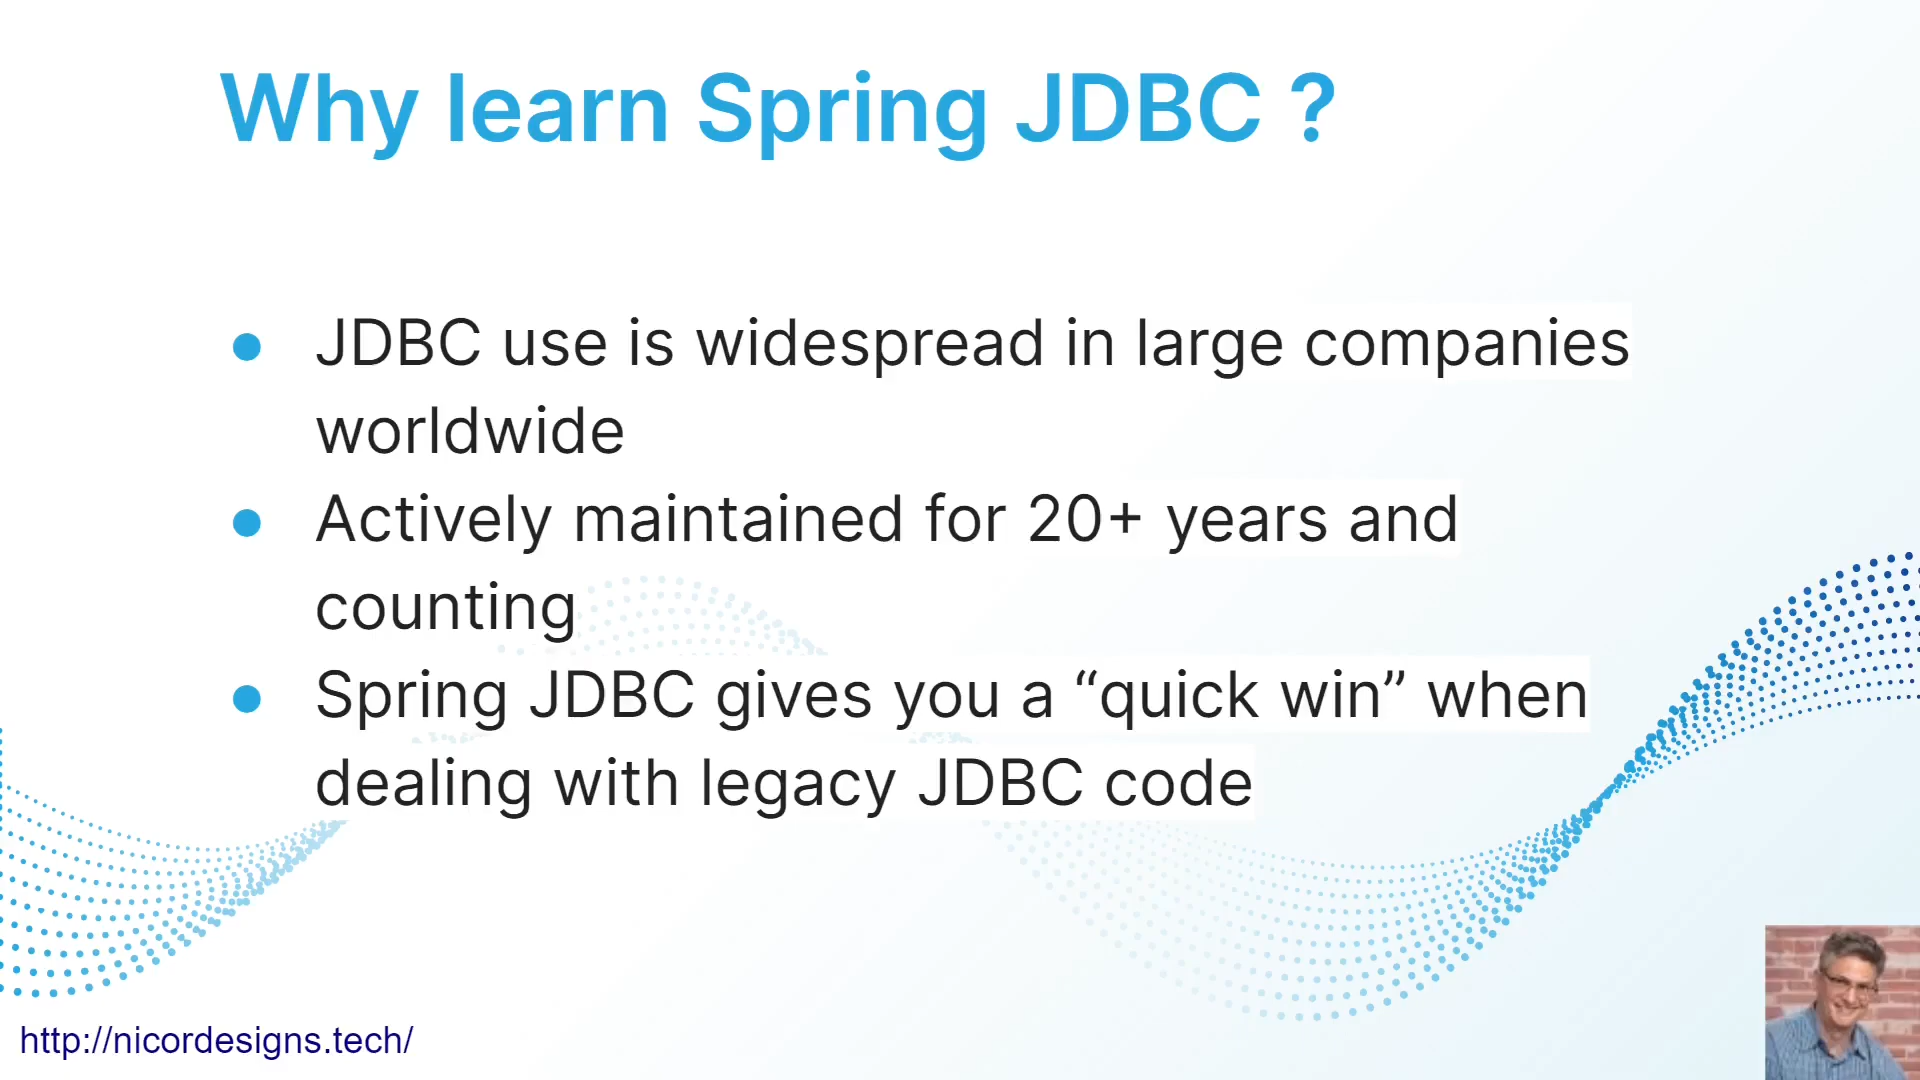 Why learn Spring JDBC ?
JDBC use is widespread in large companies
worldwide
Actively maintained for 20+ years and
counting
Spring JDBC gives you a “quick win” when
dealing with legacy JDBC code
http://nicordesigns.tech/